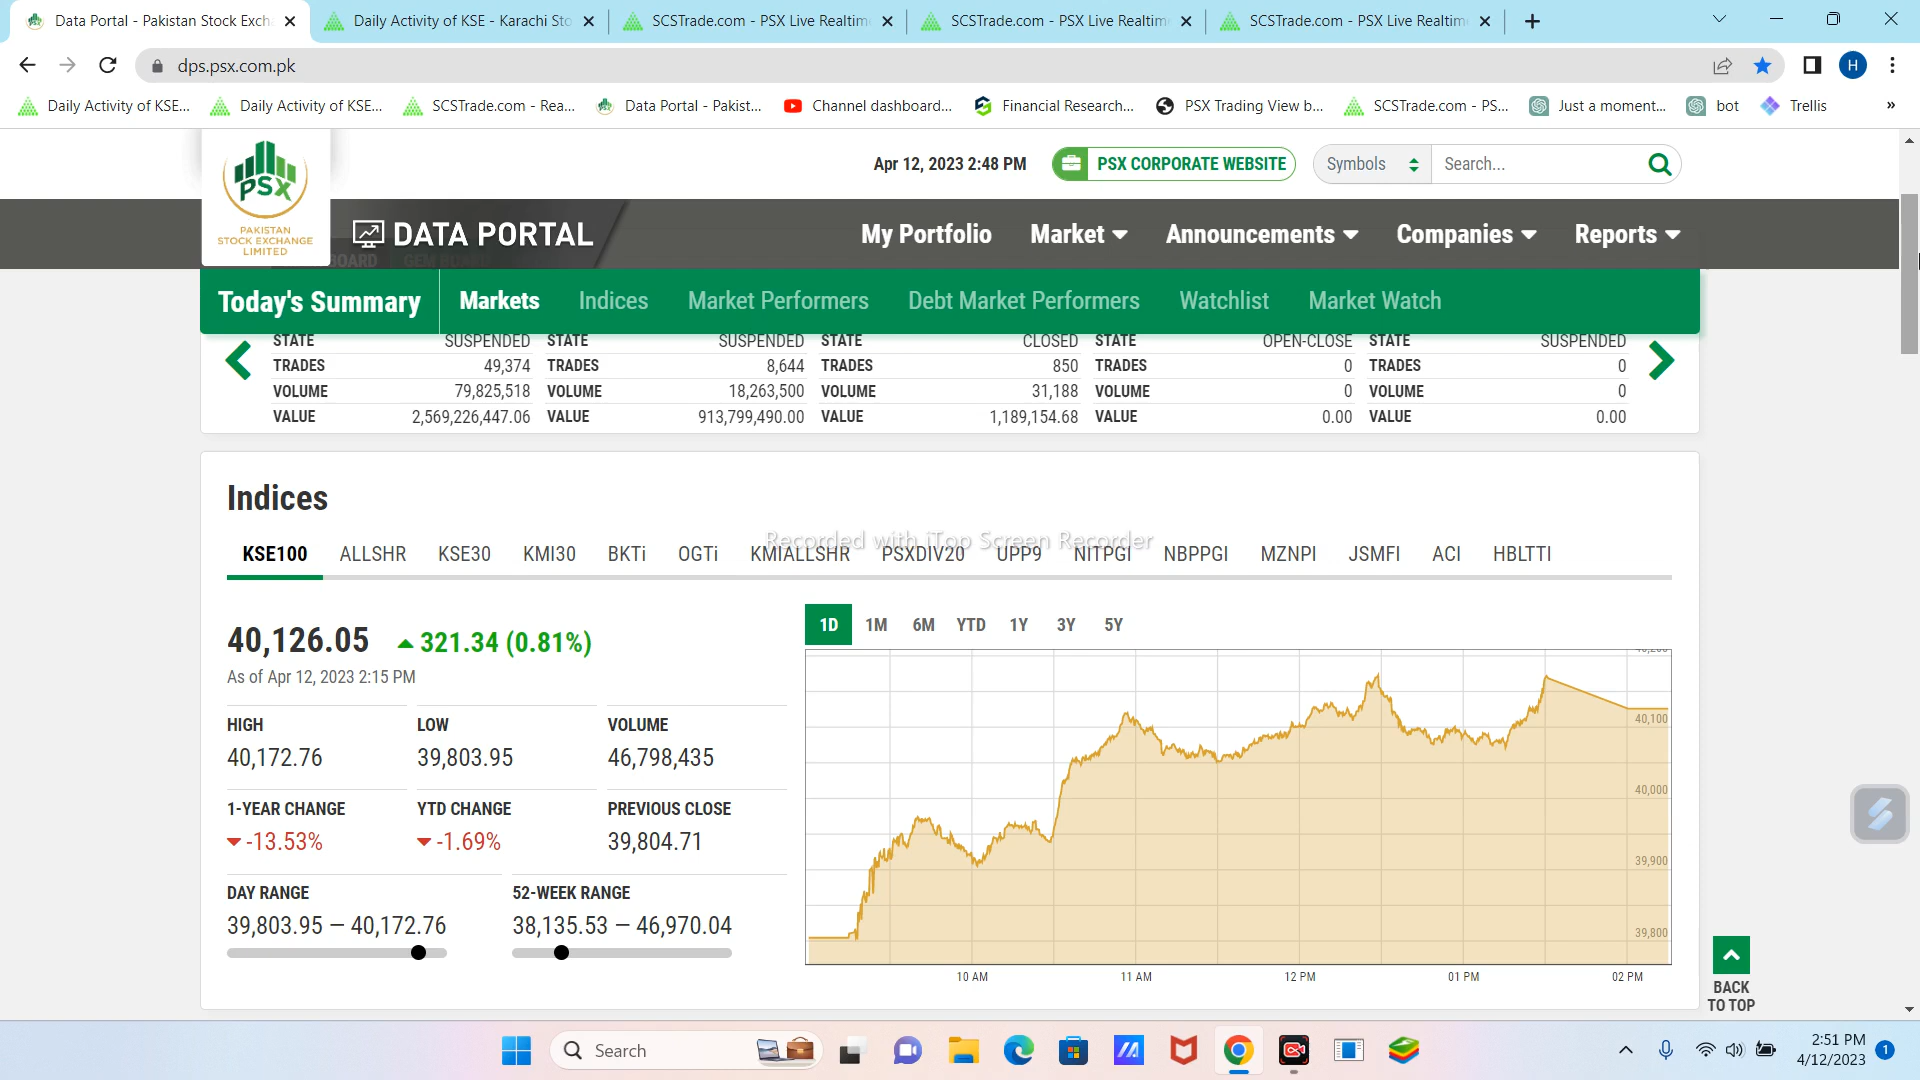 Data Portal - Pakistan Stock Exch
Daily Activity of KSE - Karachi Sto
SCSTrade.com - PSX Live Realtim
SCSTrade.com - PSX Live Realtim
SCSTrade.com - PSX Live Realtim
dps.psx.com.pk
H
Daily Activity of KSE...
Daily Activity of KSE...
SCSTrade.com - Rea...
Data Portal - Pakist...
Channel dashboard...
Financial Research...
PSX Trading View b...
SCSTrade.com - PS...
Just a moment...
bot
Trellis
»
PSX
PAKISTAN
STOCK EXCHANGE
LIMITED
Apr 12, 2023 2:48 PM
PSX CORPORATE WEBSITE
Symbols
Search...
DATA PORTAL
My Portfolio
Market
Announcements
Companies
Reports
Today's Summary
Markets
Indices
Market Performers
Debt Market Performers
Watchlist
Market Watch
STATE SUSPENDED STATE SUSPENDED STATE CLOSED STATE OPEN-CLOSE STATE SUSPENDED
TRADES 49,374 TRADES 8,644 TRADES 850 TRADES 0 TRADES 0
VOLUME 79,825,518 VOLUME 18,263,500 VOLUME 31,188 VOLUME 0 VOLUME 0
VALUE 2,569,226,447.06 VALUE 913,799,490.00 VALUE 1,189,154.68 VALUE 0.00 VALUE 0.00
Indices
Recorded with iTop Screen Recorder
KSE100 ALLSHR KSE30 KMI30 BKTi OGTi KMIALLSHR PSXDIV20 UPP9 NITPGI NBPPGI MZNPI JSMFI ACI HBLTTI
40,126.05 321.34 (0.81%)
As of Apr 12, 2023 2:15 PM
HIGH LOW VOLUME
40,172.76 39,803.95 46,798,435
1-YEAR CHANGE YTD CHANGE PREVIOUS CLOSE
-13.53% -1.69% 39,804.71
DAY RANGE 52-WEEK RANGE
39,803.95 — 40,172.76 38,135.53 — 46,970.04
1D 1M 6M YTD 1Y 3Y 5Y
40,100
40,000
39,900
39,800
10 AM 11 AM 12 PM 01 PM 02 PM
BACK
TO TOP
Search
2:51 PM
4/12/2023
1